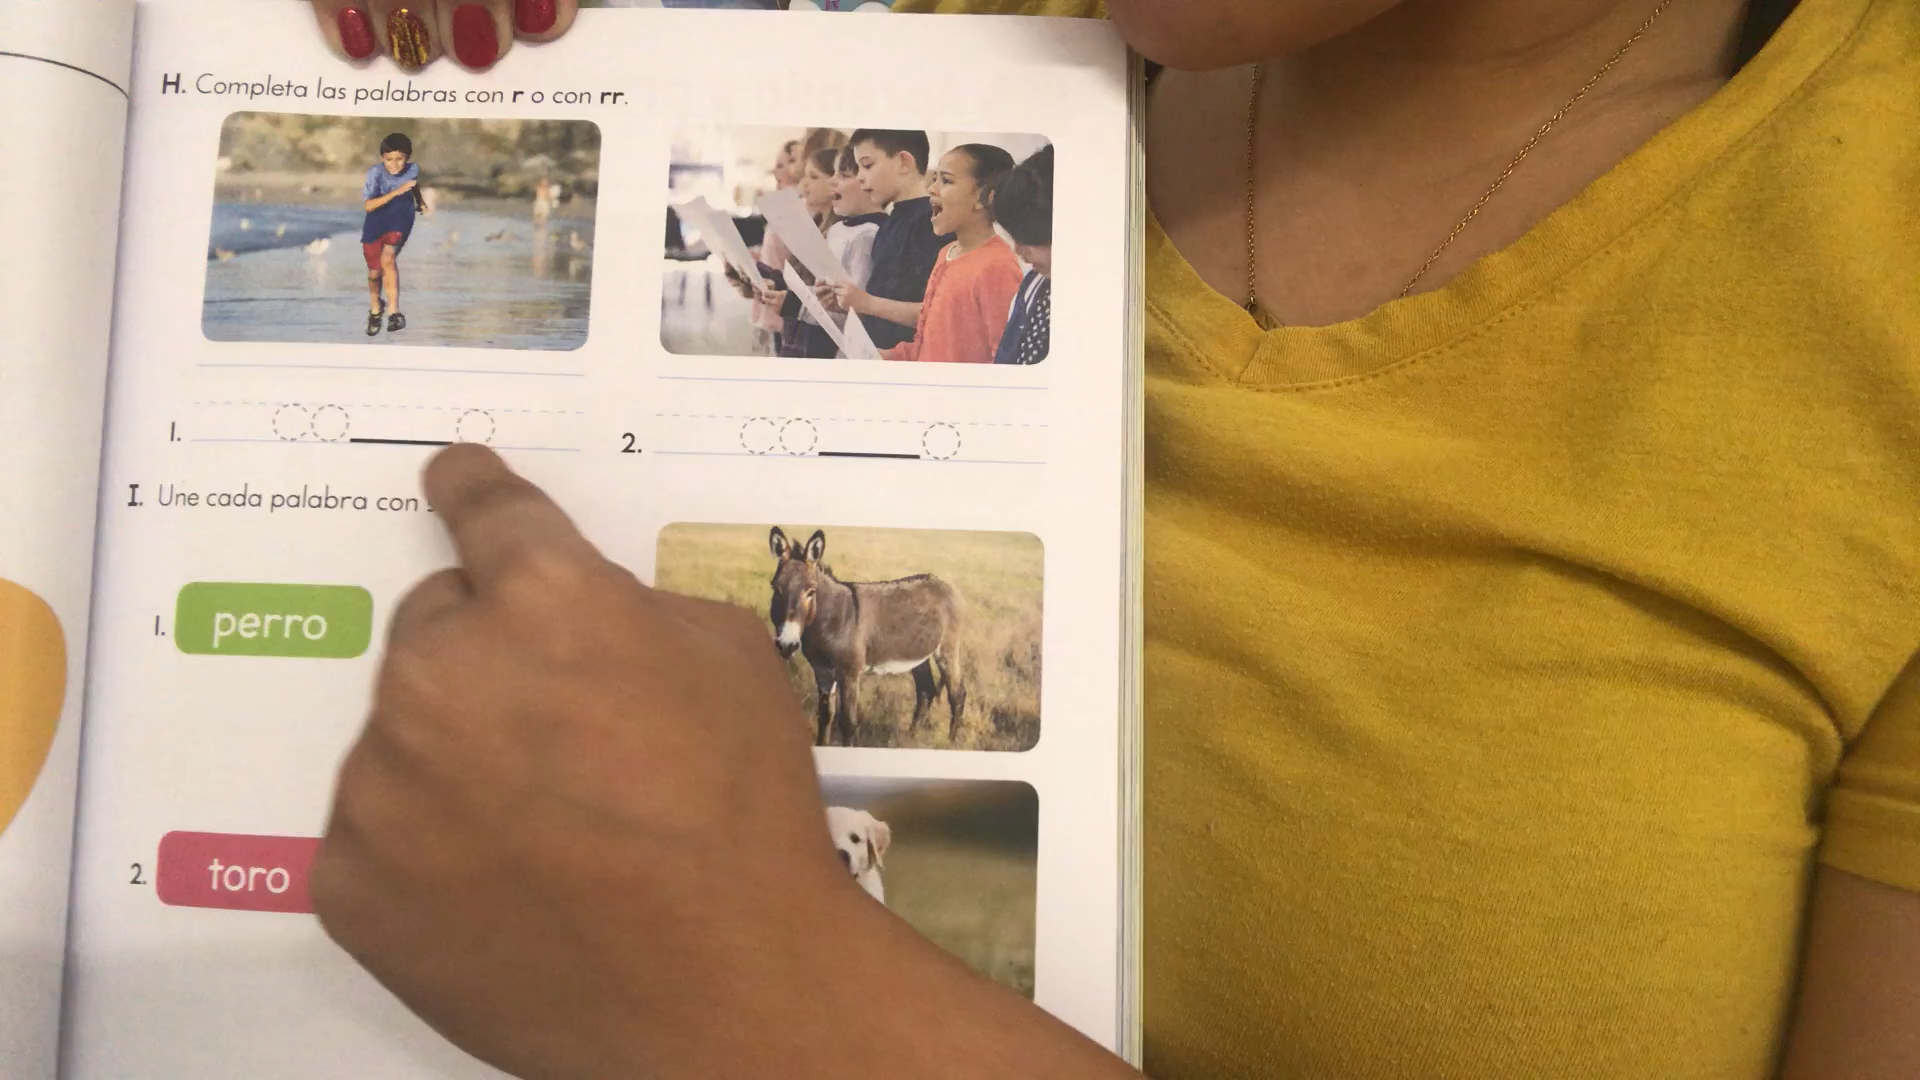 H. Completa las palabras con r o con rr.
1.
2.
I. Une cada palabra con
1. perro
2. toro